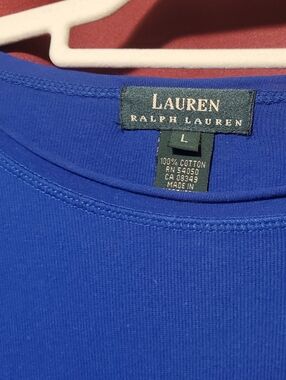 LAUREN
RALPH LAUREN
L
100% COTTON
RN 54050
CA 08349
MADE IN